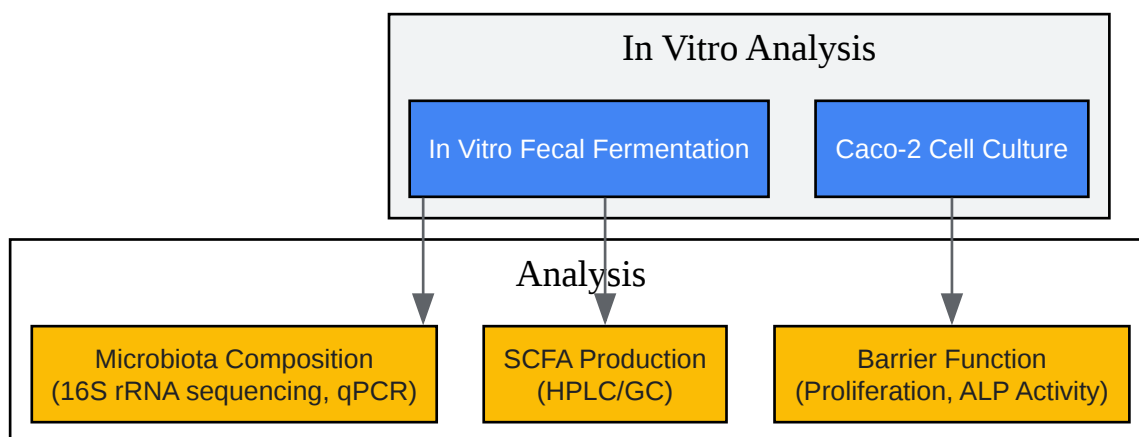 In Vitro Analysis
In Vitro Fecal Fermentation
Caco-2 Cell Culture
Analysis
Microbiota Composition
(16S rRNA sequencing, qPCR)
SCFA Production
(HPLC/GC)
Barrier Function
(Proliferation, ALP Activity)